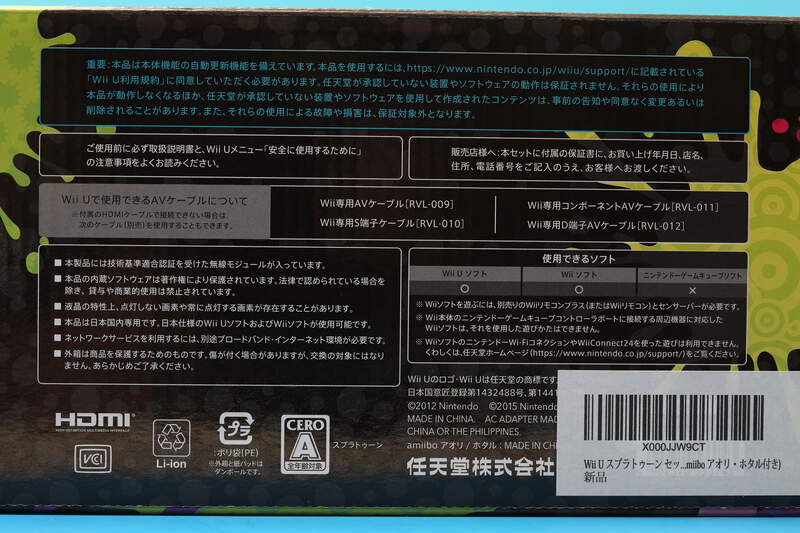 重要：本品は本体機能の自動更新機能を備えています。本品を使用するには、https://www.nintendo.co.jp/wiiu/support/に記載されている
「Wii U利用規約」に同意していただく必要があります。任天堂が承認していない装置やソフトウェアの動作は保証されません。それらの使用により
本品が動作しなくなるほか、任天堂が承認していない装置やソフトウェアを使用して作成されたコンテンツは、事前の告知や同意なく変更あるいは
削除されることがあります。また、それらの使用による故障や損害は、保証対象外となります。
ご使用前に必ず取扱説明書と、Wii Uメニュー「安全に使用するために」
の注意事項をよくお読みください。
販売店様へ：本セットに付属の保証書に、お買い上げ年月日、店名、
住所、電話番号をご記入のうえ、お客様へお渡しください。
Wii Uで使用できるAVケーブルについて
※付属のHDMIケーブルで接続できない場合は、
次のケーブル（別売）を使用することもできます。
Wii専用AVケーブル［RVL-009］
Wii専用S端子ケーブル［RVL-010］
Wii専用コンポーネントAVケーブル［RVL-011］
Wii専用D端子AVケーブル［RVL-012］
■ 本製品には技術基準適合認証を受けた無線モジュールが入っています。
■ 本品の内蔵ソフトウェアは著作権により保護されています。法律で認められている場合を
除き、貸与や商業的使用は禁止されています。
■ 液晶の特性上、点灯しない画素や常に点灯する画素が存在することがあります。
■ 本品は日本国内専用です。日本仕様のWii UソフトおよびWiiソフトが使用可能です。
■ ネットワークサービスを利用するには、別途ブロードバンド・インターネット環境が必要です。
■ 外箱は商品を保護するためのものです。傷が付く場合がありますが、交換の対象にはなり
ません。あらかじめご了承ください。
使用できるソフト
Wii U ソフト
Wii ソフト
ニンテンドーゲームキューブソフト
○
○
×
※ Wiiソフトを遊ぶには、別売りのWiiリモコンプラス（またはWiiリモコン）とセンサーバーが必要です。
※ Wii本体のニンテンドーゲームキューブコントローラポートに接続する周辺機器に対応した
Wiiソフトは、それを使用した遊びかたはできません。
※ WiiソフトのニンテンドーWi-FiコネクションやWiiConnect24を使った遊びは利用できません。
くわしくは、任天堂ホームページ（https://www.nintendo.co.jp/support/）をご覧ください。
Wii Uのロゴ・Wii Uは任天堂の商標です。
日本国意匠登録第1432488号、第14
©2012 Nintendo ©2015 Nintendo
MADE IN CHINA. AC ADAPTER MAD
CHINA OR THE PHILIPPINES
amiibo アオリ / ホタル : MADE IN CHI
任天堂株式会社
HDMI
HIGH-DEFINITION MULTIMEDIA INTERFACE
VCCI
Li-ion
プラ
：ポリ袋(PE)
※外箱と紙パッドは
ダンボールです。
CERO
A
全年齢対象
スプラトゥーン
X000JJW9CT
Wii U スプラトゥーン セッ...miibo アオリ・ホタル付き)
新品